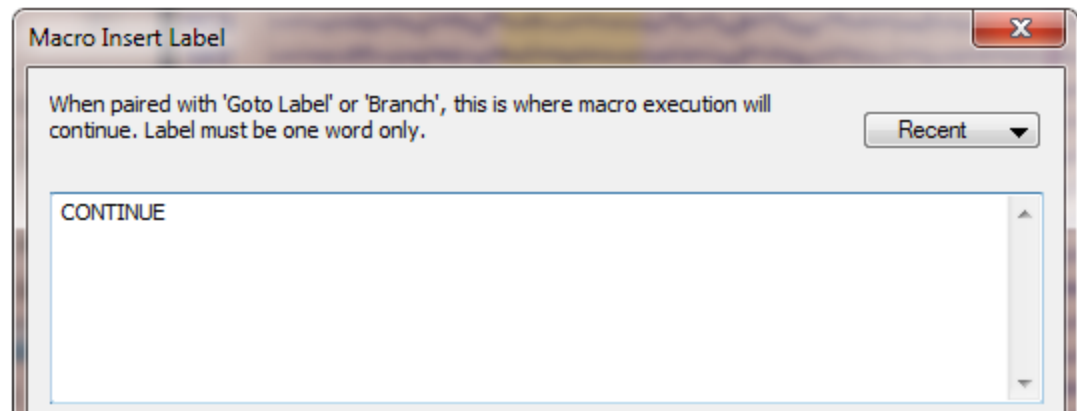 Macro Insert Label
When paired with 'Goto Label' or 'Branch', this is where macro execution will
continue. Label must be one word only.
Recent
CONTINUE